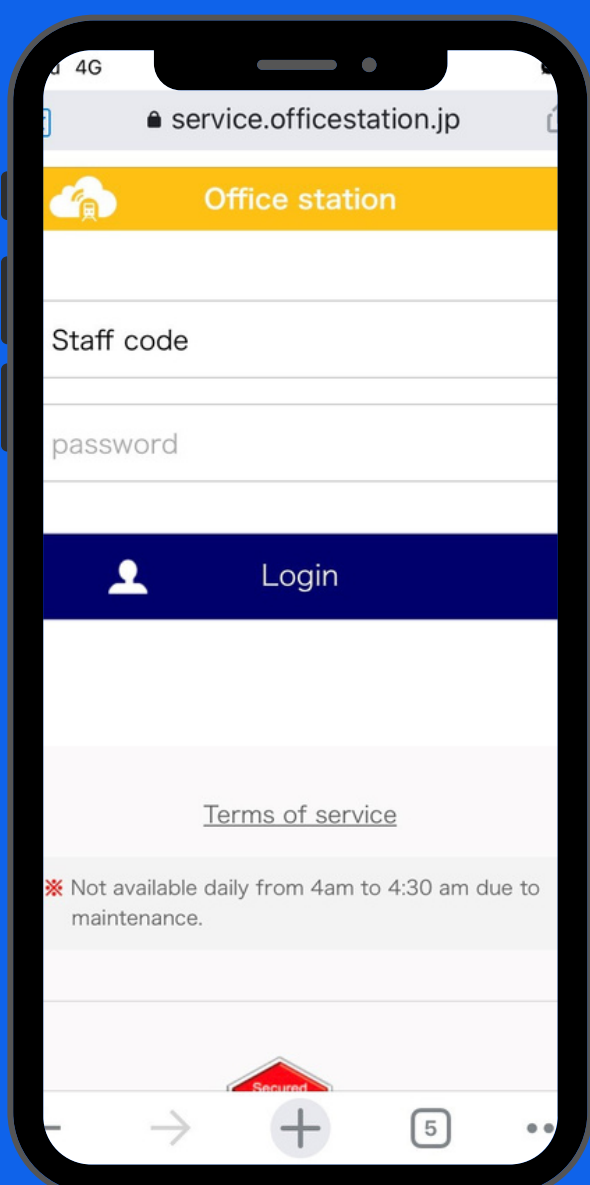 4G
service.officestation.jp
Office station
Staff code
password
Login
Terms of service
※ Not available daily from 4am to 4:30 am due to
maintenance.
Secured
5